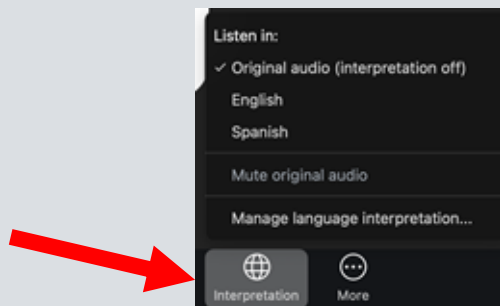 Listen in:
✓ Original audio (interpretation off)
English
Spanish
Mute original audio
Manage language interpretation...
Interpretation
More